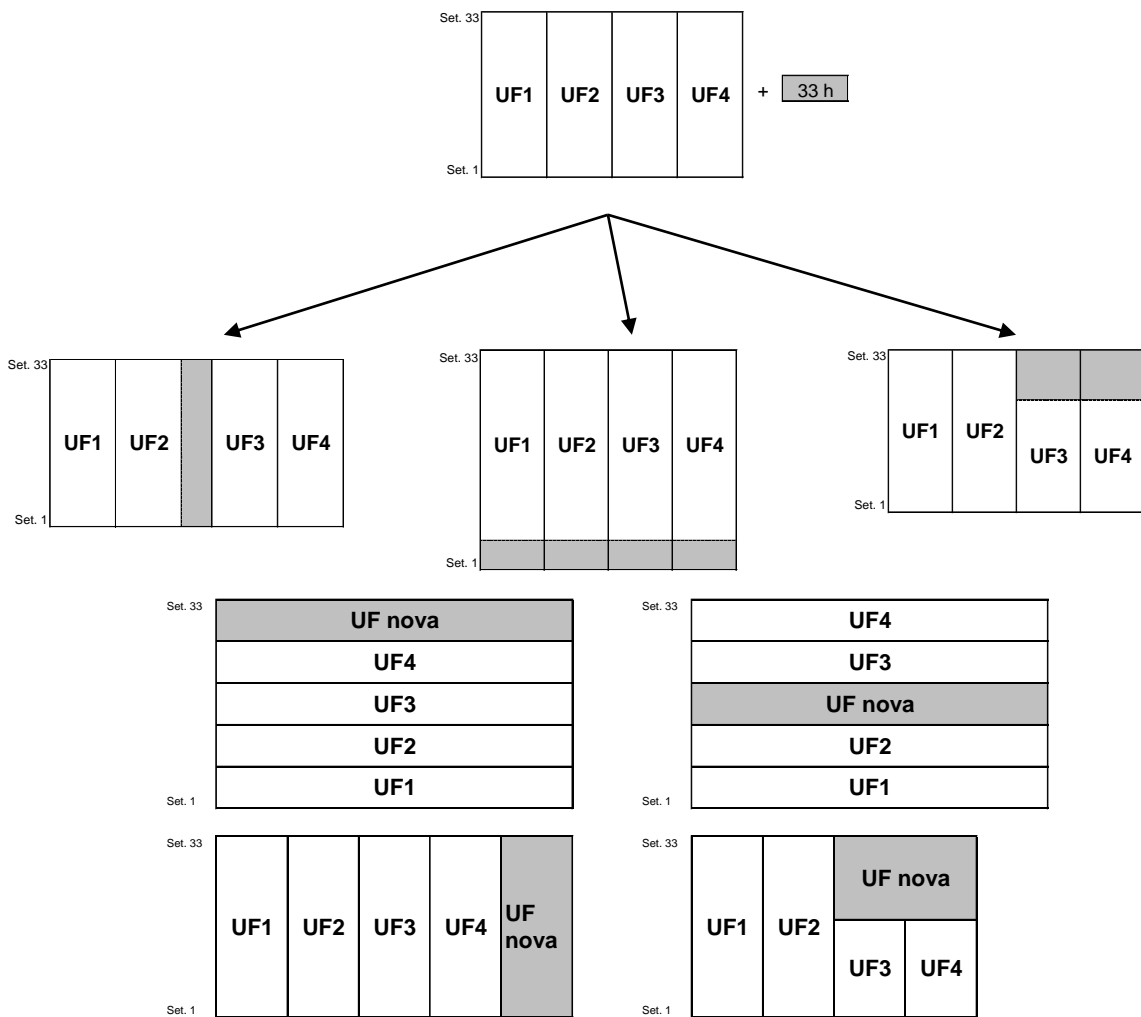 Set. 33
UF1 UF2 UF3 UF4 + 33 h
Set. 1
Set. 33
UF1 UF2 UF3 UF4
Set. 1
Set. 33
UF1 UF2 UF3 UF4
Set. 1
Set. 33
UF1 UF2 UF3 UF4
Set. 1
Set. 33
UF nova
UF4
UF3
UF2
UF1
Set. 1
Set. 33
UF4
UF3
UF nova
UF2
UF1
Set. 1
Set. 33
UF1 UF2 UF3 UF4 UF
nova
Set. 1
Set. 33
UF nova
UF1 UF2
UF3 UF4
Set. 1